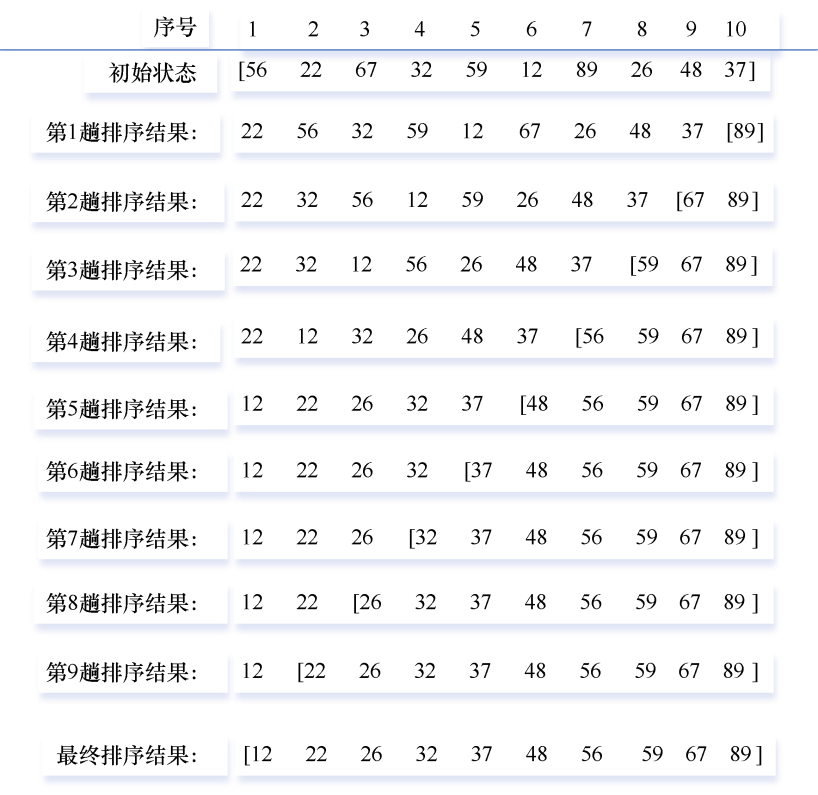 序号 1 2 3 4 5 6 7 8 9 10
初始状态 [56 22 67 32 59 12 89 26 48 37]
第1趟排序结果： 22 56 32 59 12 67 26 48 37 [89]
第2趟排序结果： 22 32 56 12 59 26 48 37 [67 89]
第3趟排序结果： 22 32 12 56 26 48 37 [59 67 89]
第4趟排序结果： 22 12 32 26 48 37 [56 59 67 89]
第5趟排序结果： 12 22 26 32 37 [48 56 59 67 89]
第6趟排序结果： 12 22 26 32 [37 48 56 59 67 89]
第7趟排序结果： 12 22 26 [32 37 48 56 59 67 89]
第8趟排序结果： 12 22 [26 32 37 48 56 59 67 89]
第9趟排序结果： 12 [22 26 32 37 48 56 59 67 89]
最终排序结果： [12 22 26 32 37 48 56 59 67 89]